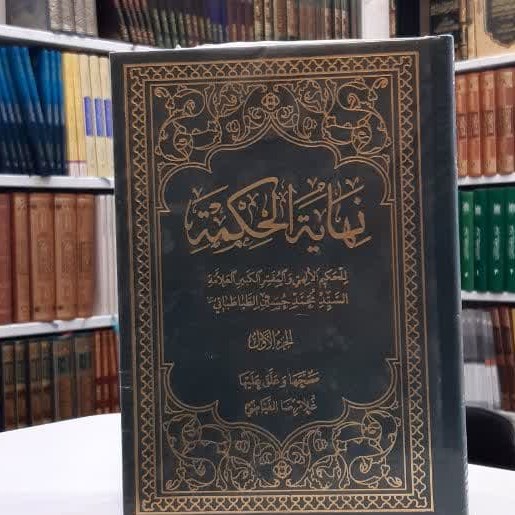 نهاية الحكمة
للحكيم الإلهي والمفسر الكبير العلامة
السيد محمد حسين الطباطبائي
الجزء الأول
صححها وعلق عليها
غلامرضا الفياضي